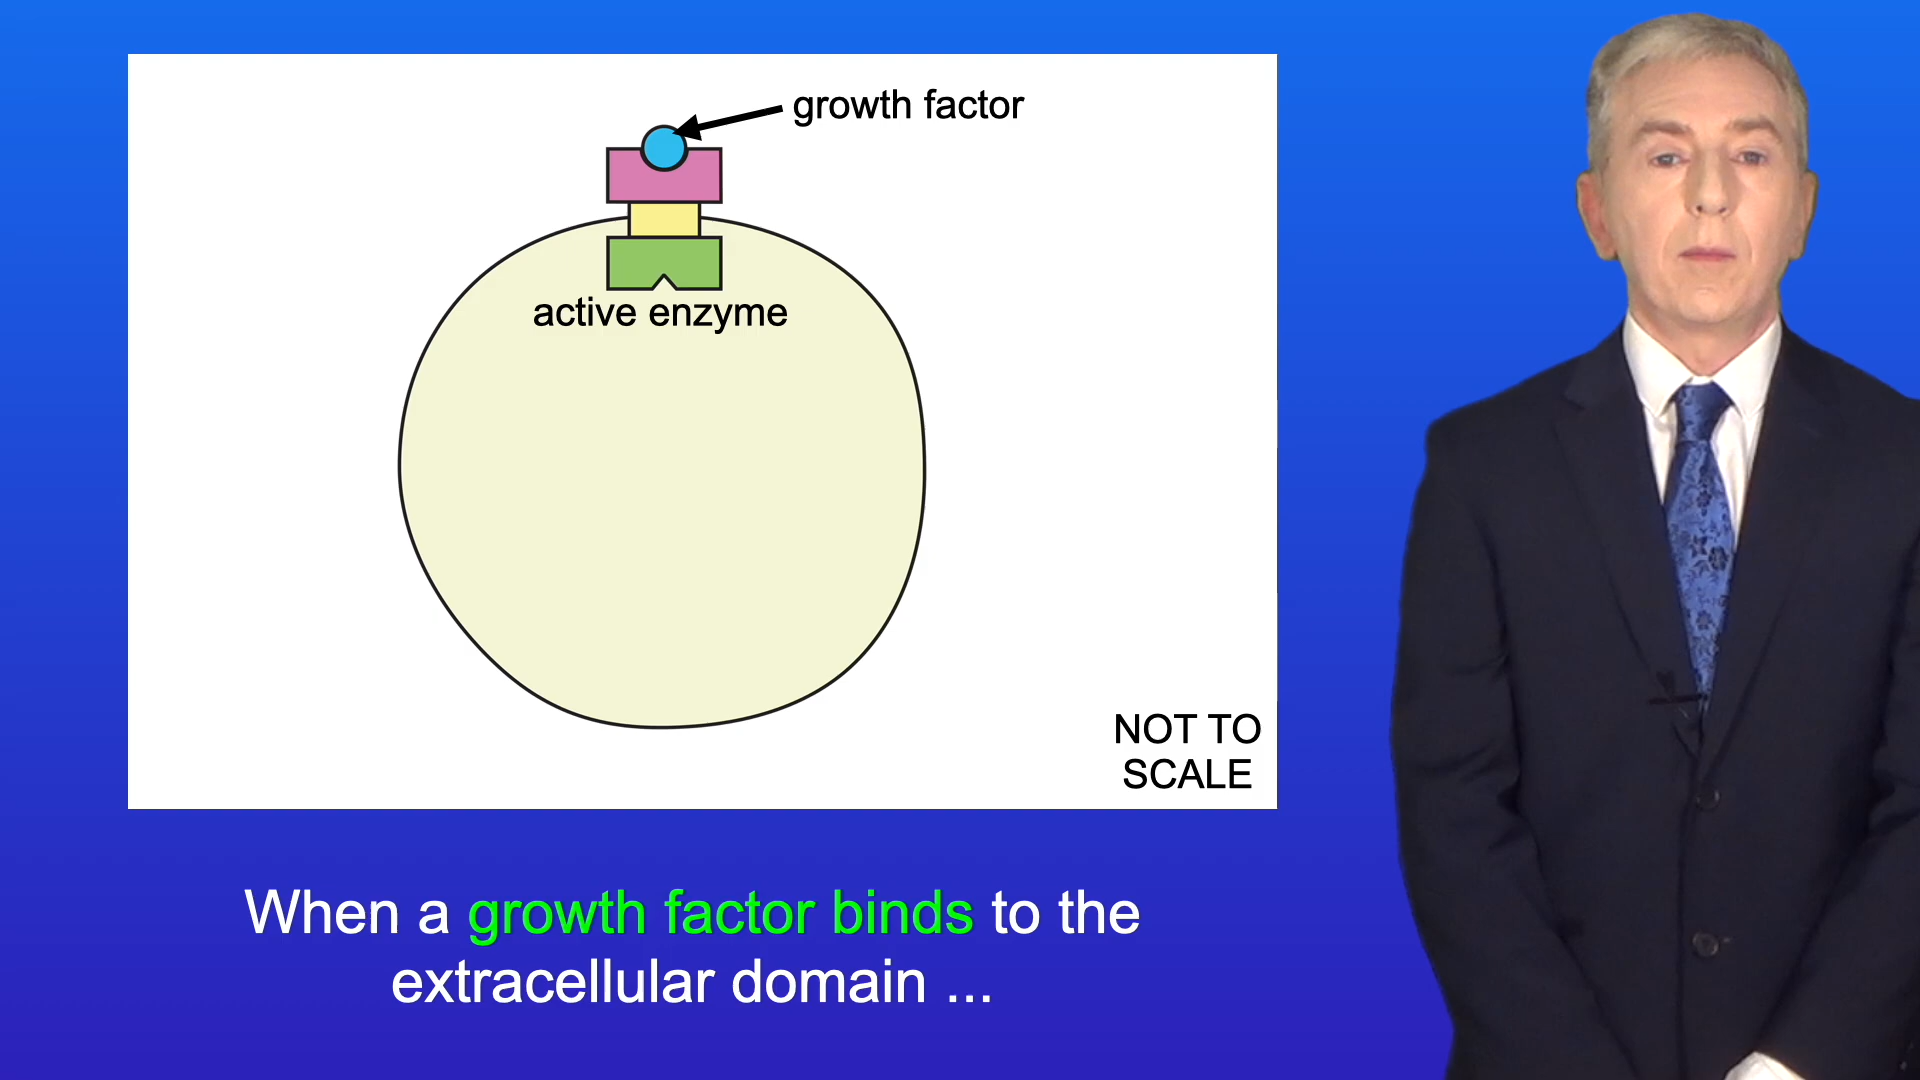 growth factor
active enzyme
NOT TO
SCALE
When a growth factor binds to the
extracellular domain ...